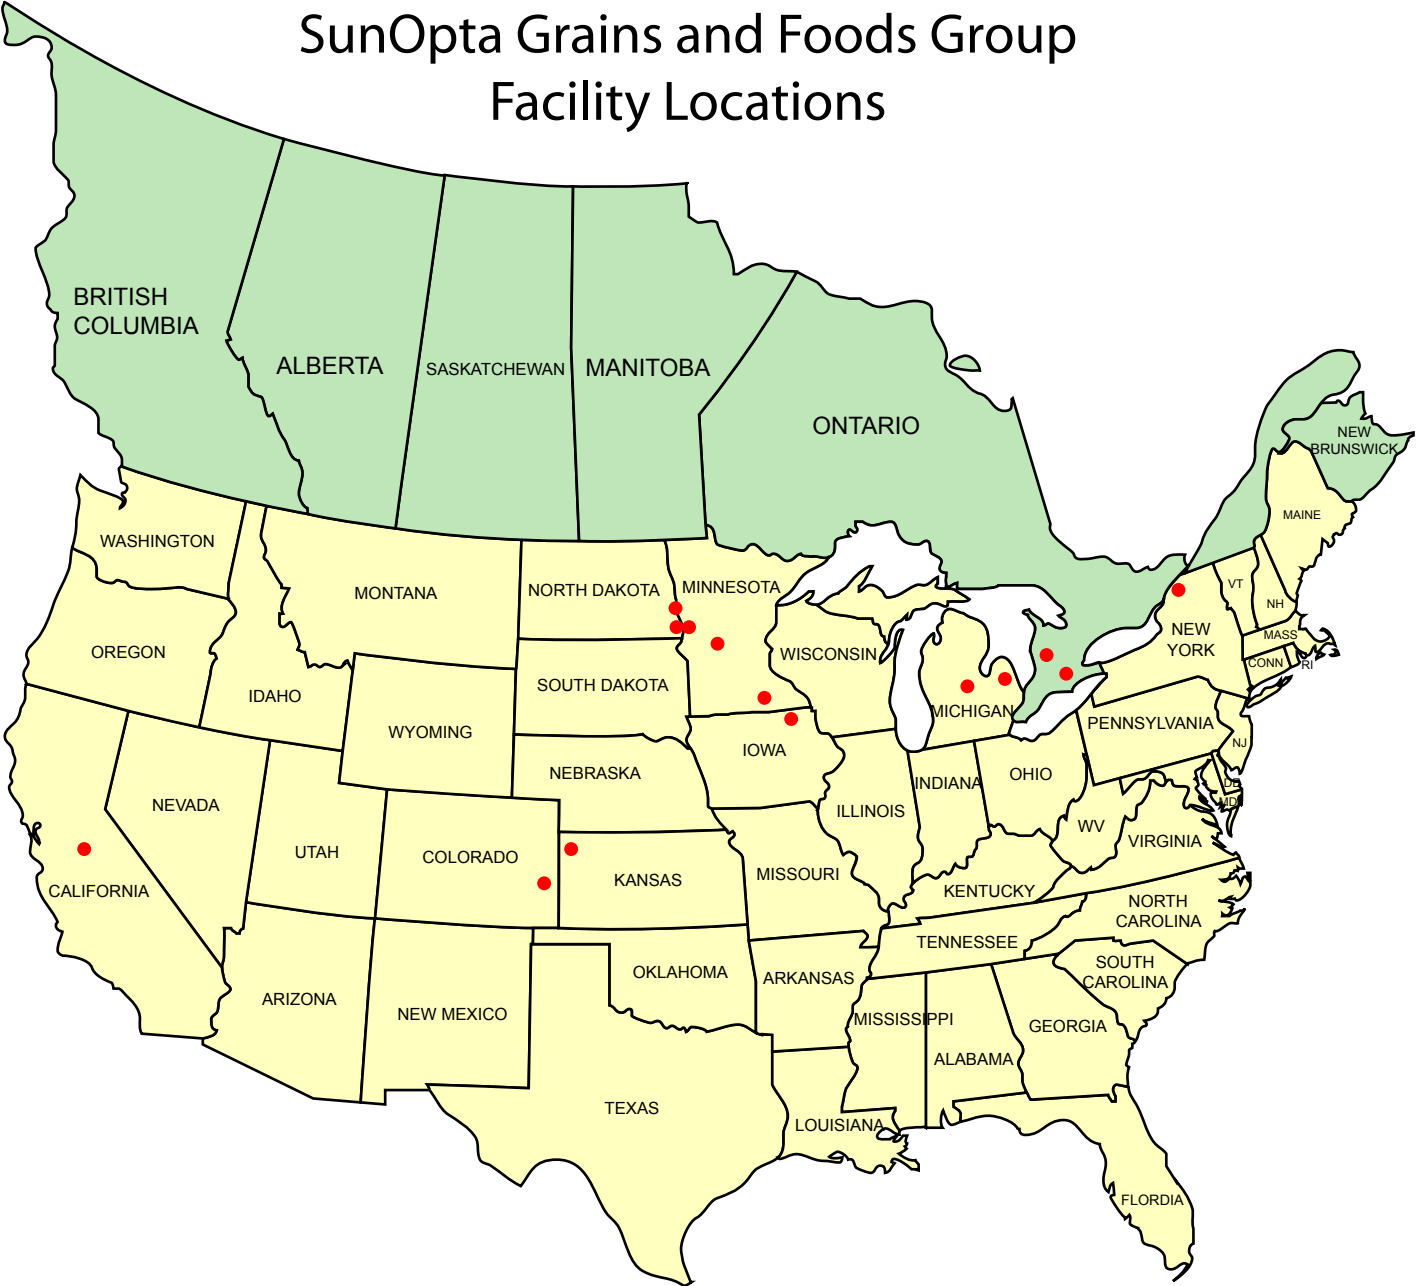 SunOpta Grains and Foods Group
Facility Locations
BRITISH
COLUMBIA
ALBERTA
SASKATCHEWAN
MANITOBA
ONTARIO
NEW
BRUNSWICK
MAINE
WASHINGTON
MONTANA
NORTH DAKOTA
MINNESOTA
VT
NH
OREGON
IDAHO
SOUTH DAKOTA
WISCONSIN
NEW
YORK
MASS
CONN
RI
WYOMING
MICHIGAN
PENNSYLVANIA
NJ
IOWA
NEBRASKA
NEVADA
OHIO
INDIANA
DE
MD
ILLINOIS
WV
VIRGINIA
UTAH
COLORADO
CALIFORNIA
KANSAS
MISSOURI
KENTUCKY
NORTH
CAROLINA
TENNESSEE
SOUTH
CAROLINA
ARIZONA
NEW MEXICO
OKLAHOMA
ARKANSAS
MISSISSIPPI
ALABAMA
GEORGIA
TEXAS
LOUISIANA
FLORDIA